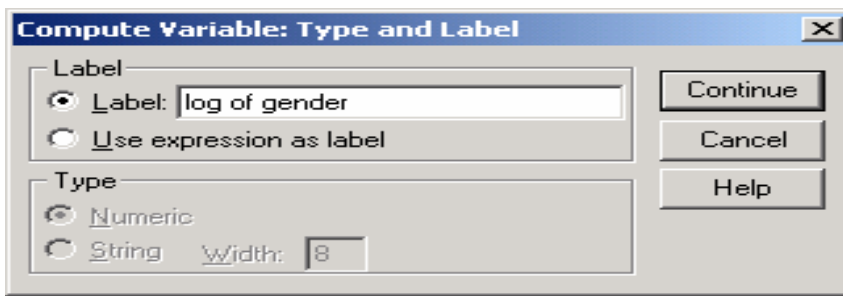 Compute Variable: Type and Label
Label
Label: log of gender
Use expression as label
Type
Numeric
String Width: 8
Continue
Cancel
Help